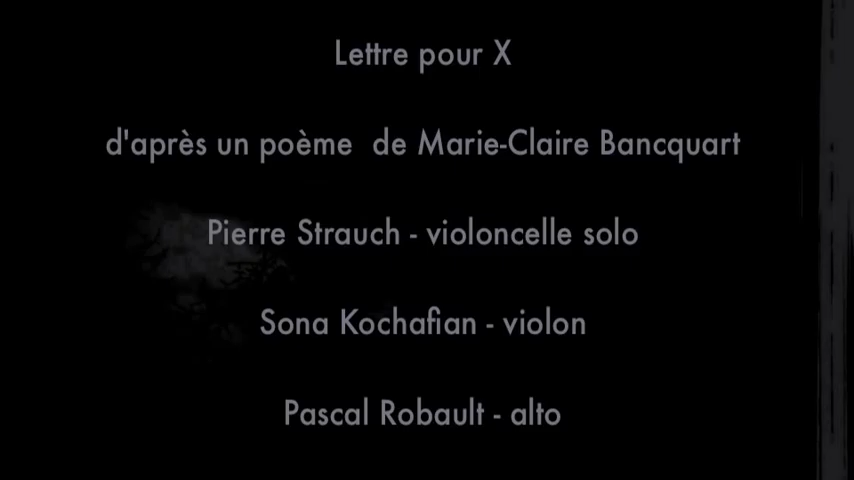 Lettre pour X
d'après un poème  de Marie-Claire Bancquart
Pierre Strauch - violoncelle solo
Sona Kochafian - violon
Pascal Robault - alto